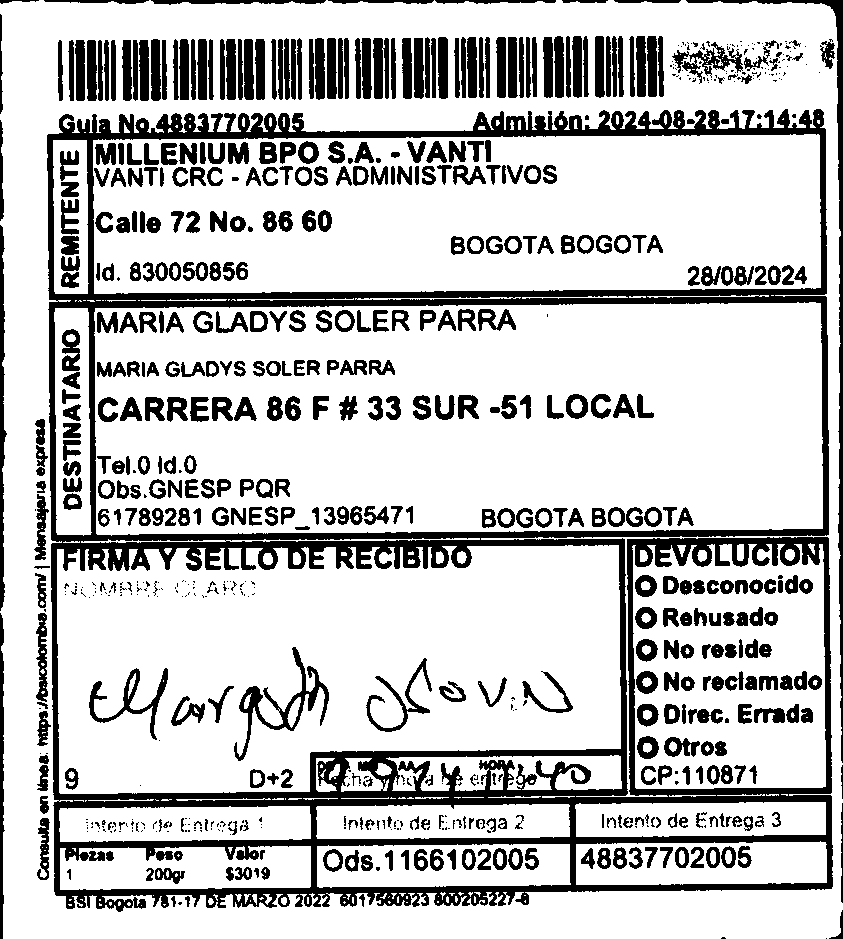 Guia No.48837702005 Admisión: 2024-08-28-17:14:48
REMITENTE
MILLENIUM BPO S.A. - VANTI
VANTI CRC - ACTOS ADMINISTRATIVOS
Calle 72 No. 86 60
BOGOTA BOGOTA
Id. 830050856
28/08/2024
DESTINATARIO
MARIA GLADYS SOLER PARRA
MARIA GLADYS SOLER PARRA
CARRERA 86 F # 33 SUR -51 LOCAL
Tel.0 Id.0
Obs.GNESP PQR
61789281 GNESP_13965471 BOGOTA BOGOTA
Consulta en línea. https://bsicolombia.com/ | Mensajeria expresa
FIRMA Y SELLO DE RECIBIDO
NOMBRE CLARO
9 D+2
Fecha y hora de entrega
HORA
11:40
DEVOLUCION
Desconocido
Rehusado
No reside
No reclamado
Direc. Errada
Otros
CP:110871
Intento de Entrega 1 Intento de Entrega 2 Intento de Entrega 3
Piezas Peso Valor
1 200gr $3019
Ods.1166102005 48837702005
BSI Bogota 781-17 DE MARZO 2022 6017560923 800205227-8